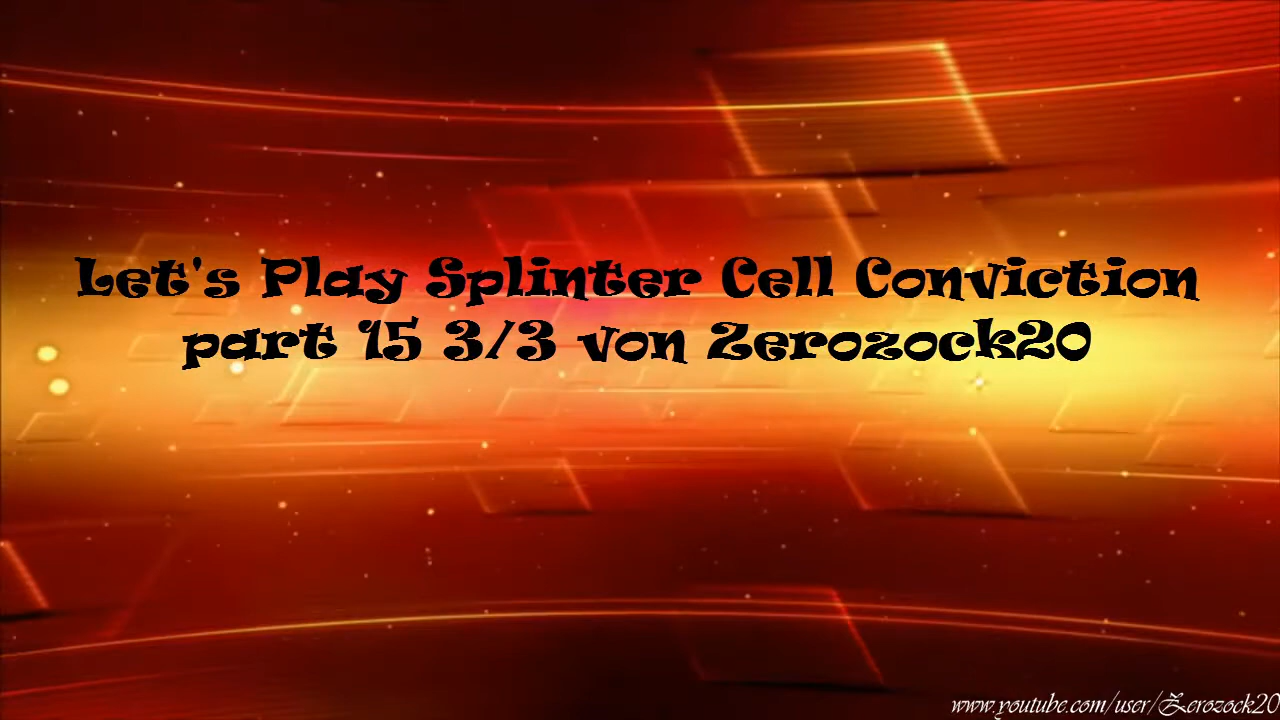 Let's Play Splinter Cell Conviction
part 15 3/3 von Zerozock20
www.youtube.com/user/Zerozock20